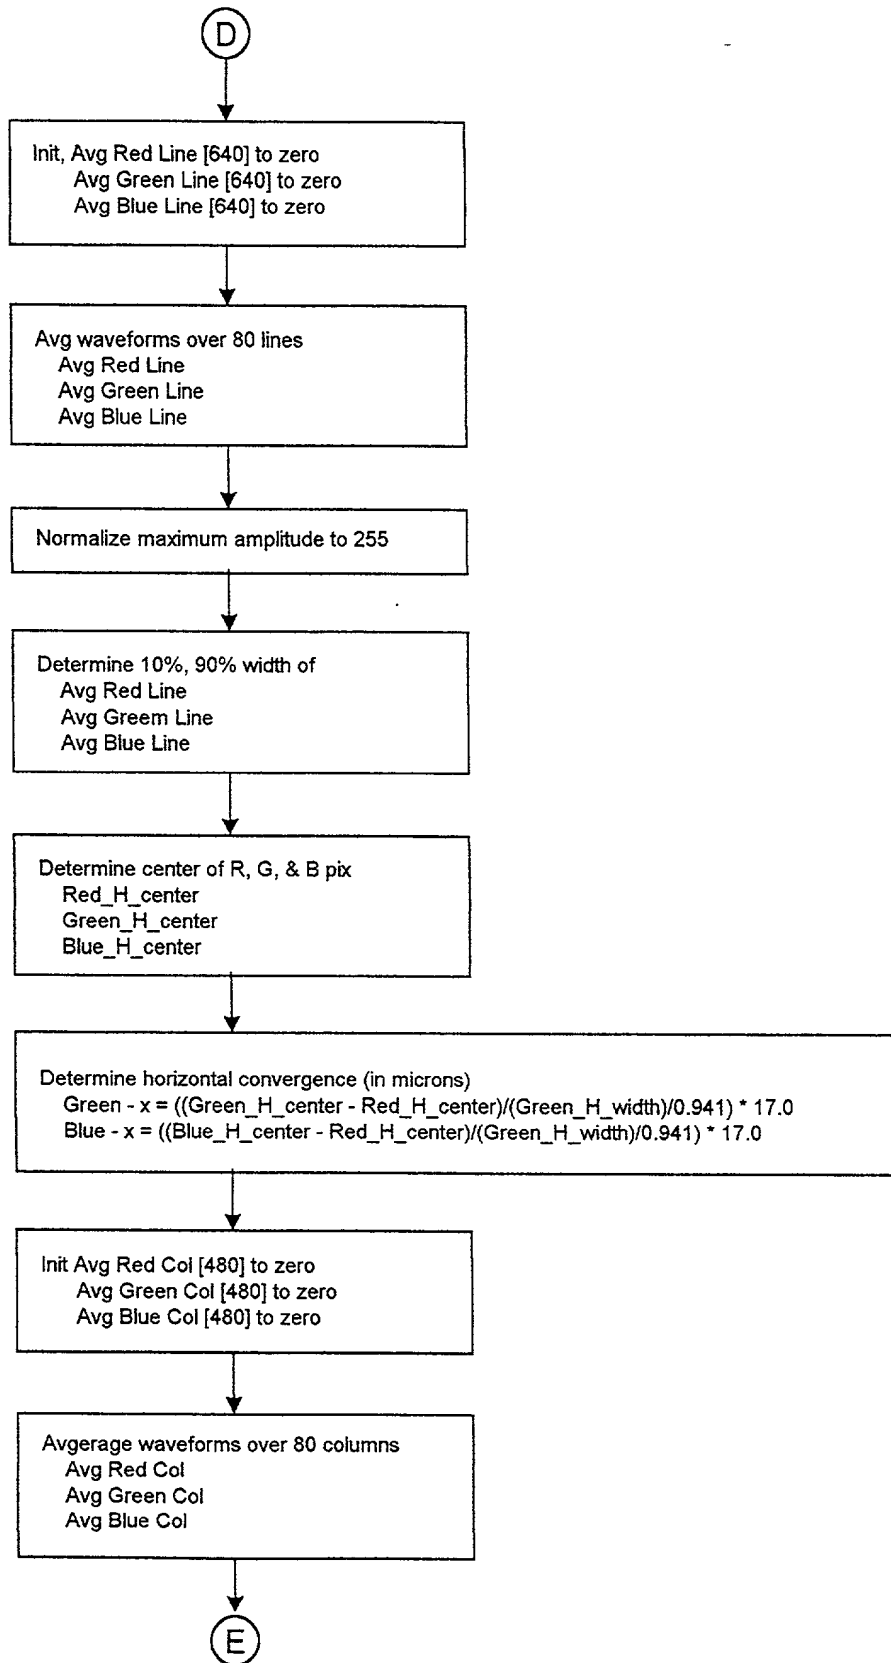 D
Init, Avg Red Line [640] to zero
Avg Green Line [640] to zero
Avg Blue Line [640] to zero
Avg waveforms over 80 lines
Avg Red Line
Avg Green Line
Avg Blue Line
Normalize maximum amplitude to 255
Determine 10%, 90% width of
Avg Red Line
Avg Greem Line
Avg Blue Line
Determine center of R, G, & B pix
Red_H_center
Green_H_center
Blue_H_center
Determine horizontal convergence (in microns)
Green - x = ((Green_H_center - Red_H_center)/(Green_H_width)/0.941) * 17.0
Blue - x = ((Blue_H_center - Red_H_center)/(Green_H_width)/0.941) * 17.0
Init Avg Red Col [480] to zero
Avg Green Col [480] to zero
Avg Blue Col [480] to zero
Avgerage waveforms over 80 columns
Avg Red Col
Avg Green Col
Avg Blue Col
E